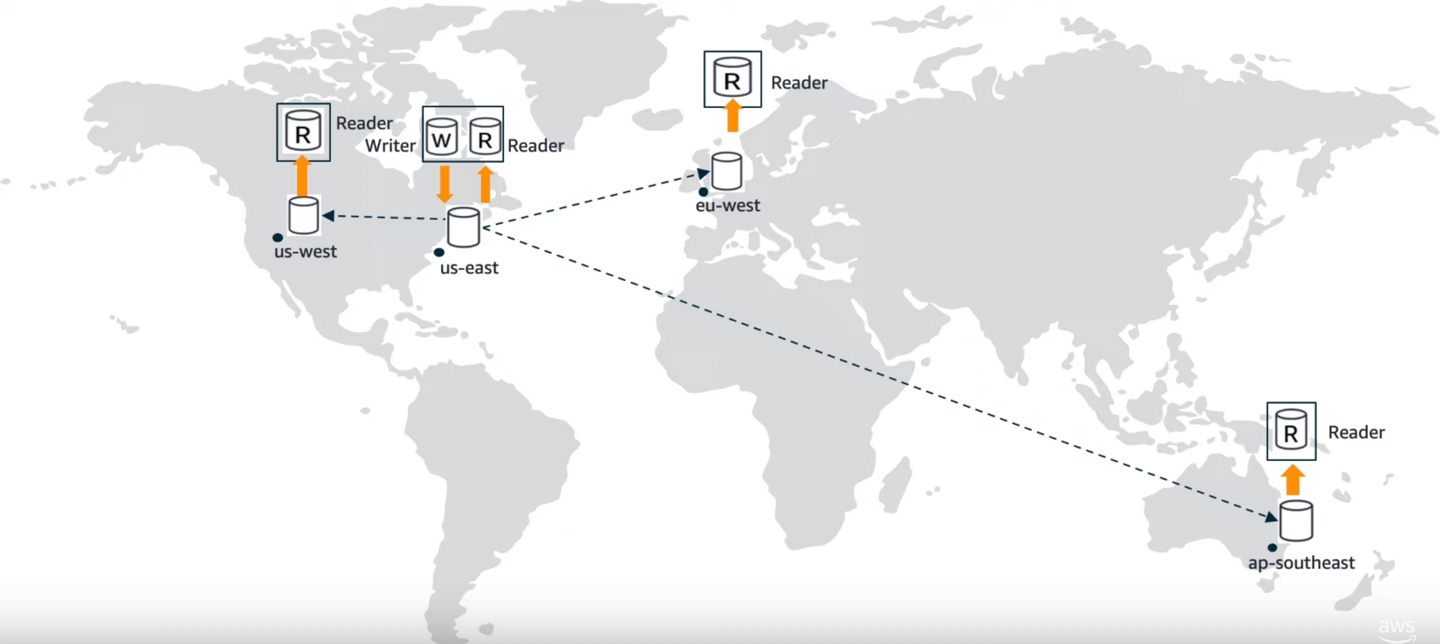 R
Reader
R
Reader
Writer
W
R
Reader
eu-west
us-west
us-east
R
Reader
ap-southeast
aws